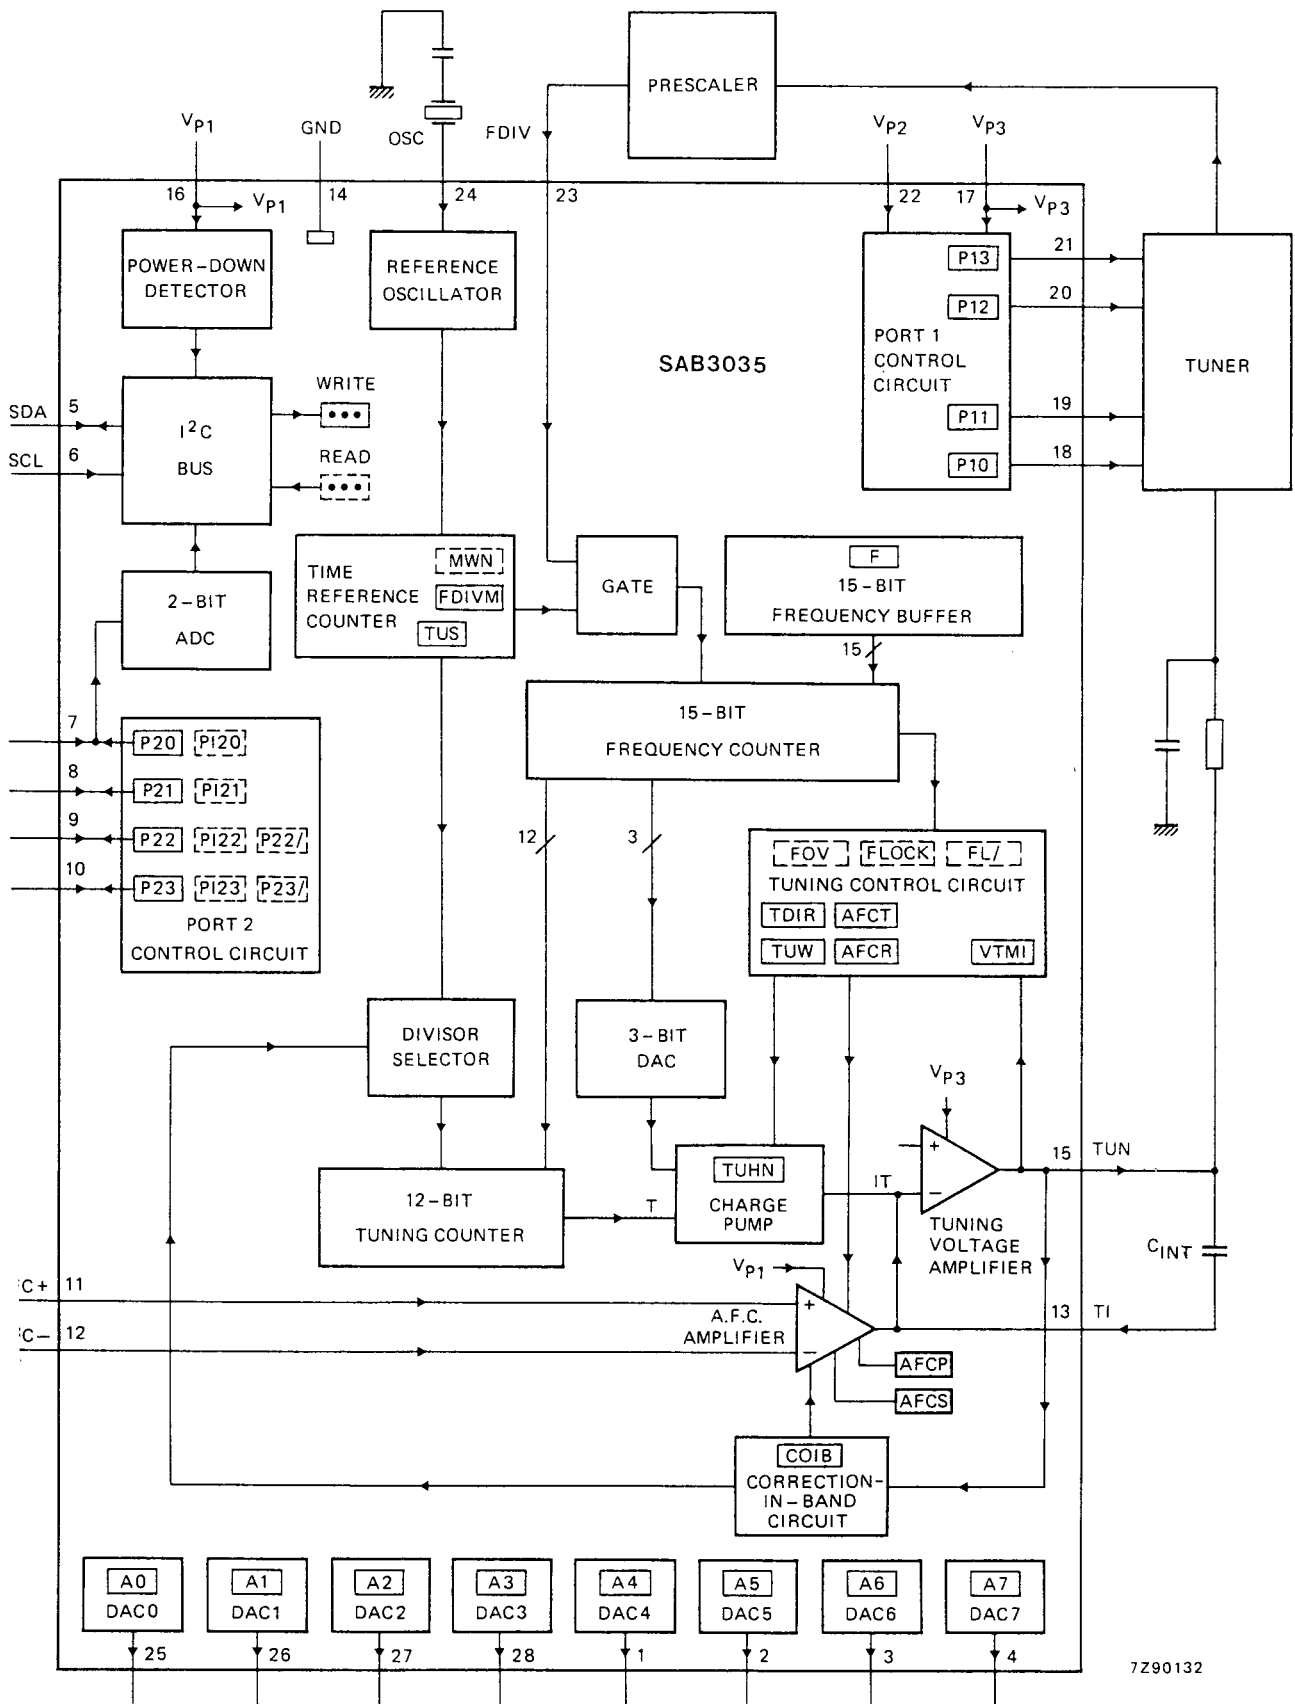 PRESCALER
VP1
GND
OSC
FDIV
VP2
VP3
16
VP1
14
24
23
22
17
VP3
POWER-DOWN
DETECTOR
REFERENCE
OSCILLATOR
SAB3035
P13
21
P12
20
PORT 1
CONTROL
CIRCUIT
P11
19
P10
18
TUNER
SDA
5
SCL
6
I2C
BUS
WRITE
READ
2-BIT
ADC
TIME
REFERENCE
COUNTER
MWN
FDIVM
TUS
GATE
F
15-BIT
FREQUENCY BUFFER
15
15-BIT
FREQUENCY COUNTER
7
P20 PI20
8
P21 PI21
9
P22 PI22 P22/
10
P23 PI23 P23/
PORT 2
CONTROL CIRCUIT
12
3
FOV FLOCK FL/
TUNING CONTROL CIRCUIT
TDIR AFCT
TUW AFCR VTMI
DIVISOR
SELECTOR
3-BIT
DAC
VP3
12-BIT
TUNING COUNTER
T
TUHN
CHARGE
PUMP
IT
+
−
TUNING
VOLTAGE
AMPLIFIER
15
TUN
CINT
C+
11
C−
12
VP1
A.F.C.
AMPLIFIER
+
−
13
TI
AFCP
AFCS
COIB
CORRECTION-
IN-BAND
CIRCUIT
A0
DAC0
A1
DAC1
A2
DAC2
A3
DAC3
A4
DAC4
A5
DAC5
A6
DAC6
A7
DAC7
25
26
27
28
1
2
3
4
7Z90132